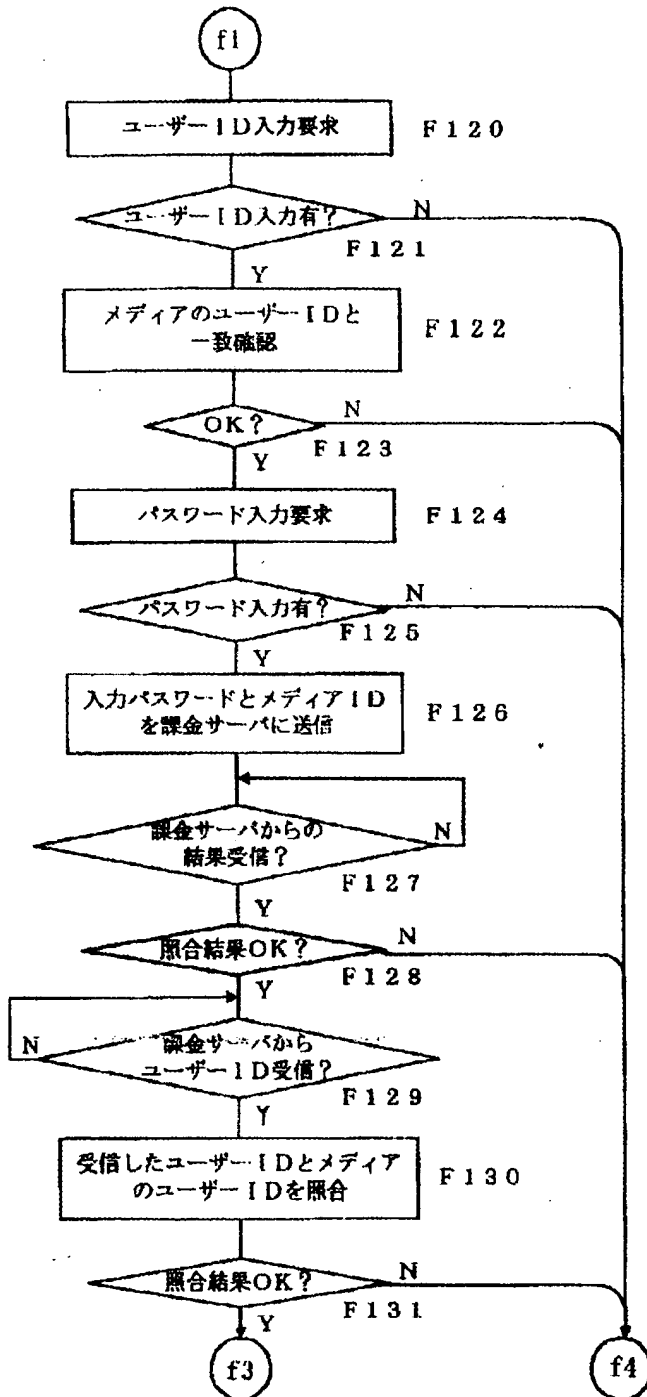 f1
ユーザーID入力要求
F120
ユーザーID入力有?
N
F121
Y
メディアのユーザーIDと
一致確認
F122
OK?
N
F123
Y
パスワード入力要求
F124
パスワード入力有?
N
F125
Y
入力パスワードとメディアID
を課金サーバに送信
F126
課金サーバからの
結果受信?
N
F127
Y
照合結果OK?
N
F128
Y
課金サーバから
ユーザーID受信?
N
F129
Y
受信したユーザーIDとメディア
のユーザーIDを照合
F130
照合結果OK?
N
F131
Y
f3
f4